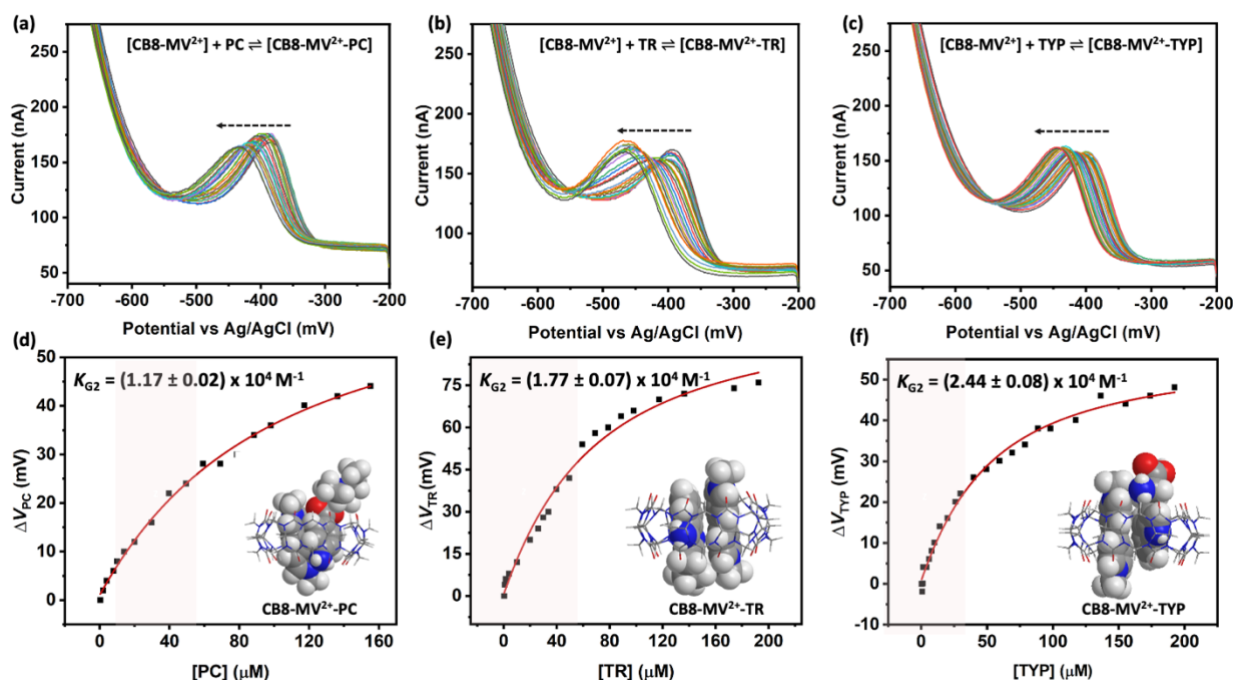 (a)
[CB8-MV²⁺] + PC ⇌ [CB8-MV²⁺-PC]
Current (nA)
250
200
150
100
50
-700 -600 -500 -400 -300 -200
Potential vs Ag/AgCl (mV)
(b)
[CB8-MV²⁺] + TR ⇌ [CB8-MV²⁺-TR]
Current (nA)
250
200
150
100
-700 -600 -500 -400 -300 -200
Potential vs Ag/AgCl (mV)
(c)
[CB8-MV²⁺] + TYP ⇌ [CB8-MV²⁺-TYP]
Current (nA)
250
200
150
100
50
-700 -600 -500 -400 -300 -200
Potential vs Ag/AgCl (mV)
(d)
K_G2 = (1.17 ± 0.02) x 10⁴ M⁻¹
ΔV_PC (mV)
50
40
30
20
10
0
CB8-MV²⁺-PC
0 40 80 120 160
[PC] (μM)
(e)
K_G2 = (1.77 ± 0.07) x 10⁴ M⁻¹
ΔV_TR (mV)
75
60
45
30
15
0
CB8-MV²⁺-TR
0 40 80 120 160 200
[TR] (μM)
(f)
K_G2 = (2.44 ± 0.08) x 10⁴ M⁻¹
ΔV_TYP (mV)
50
40
30
20
10
0
-10
CB8-MV²⁺-TYP
0 50 100 150 200
[TYP] (μM)